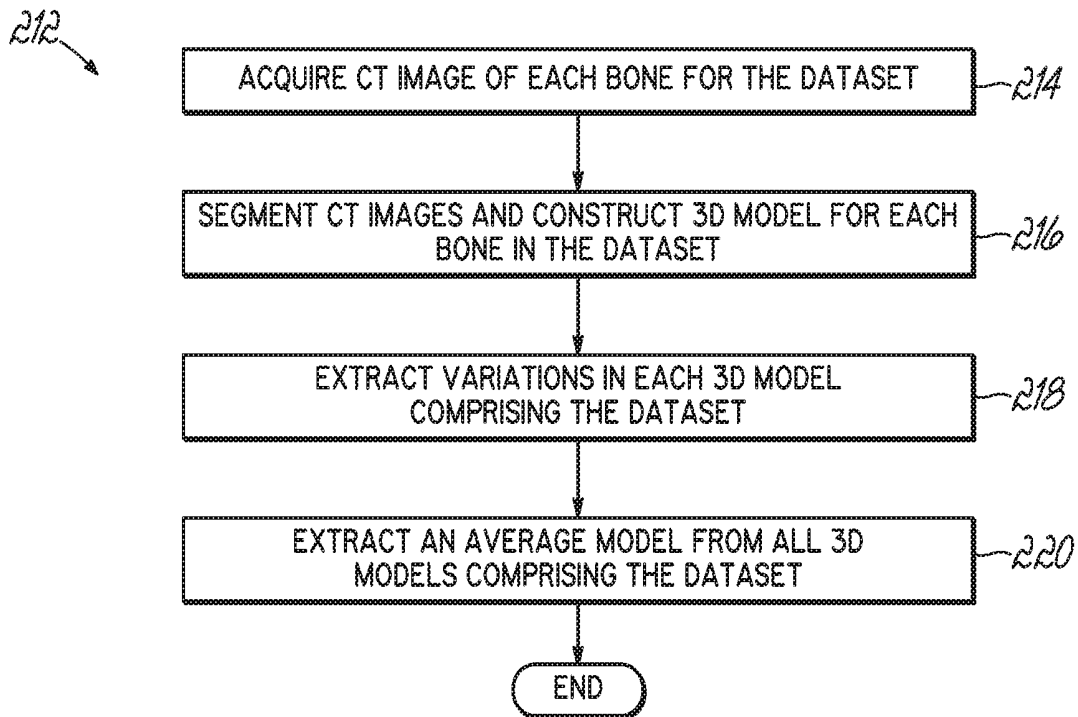 212
ACQUIRE CT IMAGE OF EACH BONE FOR THE DATASET
214
SEGMENT CT IMAGES AND CONSTRUCT 3D MODEL FOR EACH
BONE IN THE DATASET
216
EXTRACT VARIATIONS IN EACH 3D MODEL
COMPRISING THE DATASET
218
EXTRACT AN AVERAGE MODEL FROM ALL 3D
MODELS COMPRISING THE DATASET
220
END